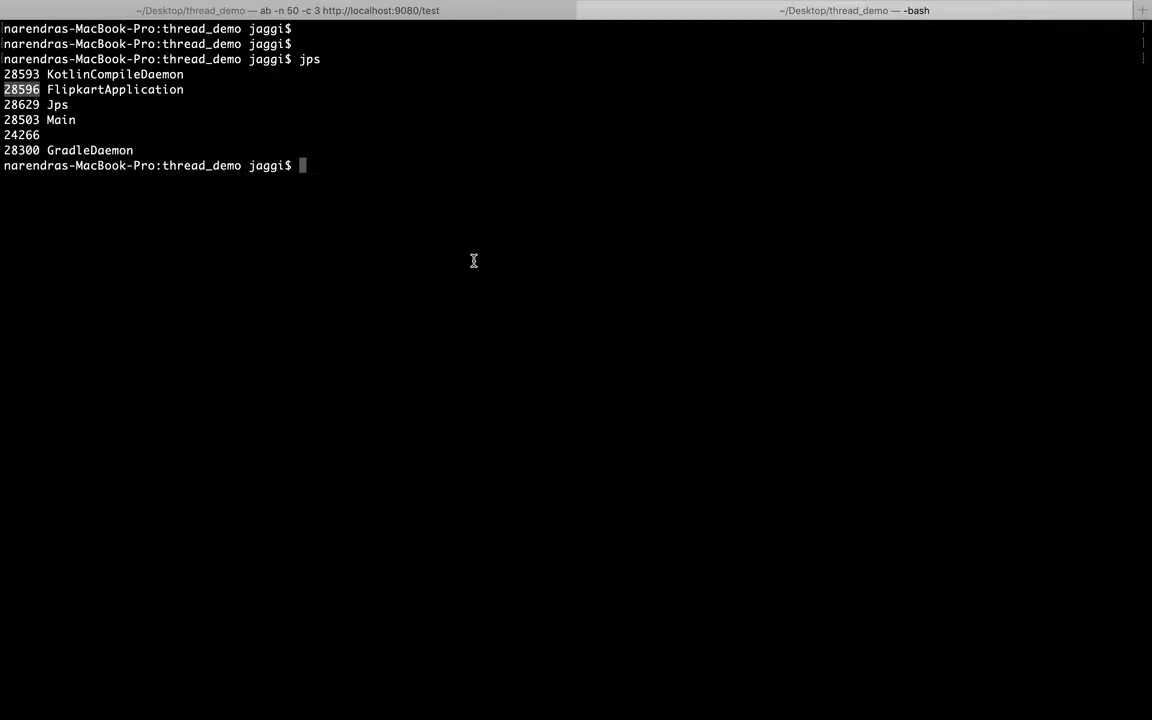 ~/Desktop/thread_demo — ab -n 50 -c 3 http://localhost:9080/test
~/Desktop/thread_demo — -bash
narendras-MacBook-Pro:thread_demo jaggi$
narendras-MacBook-Pro:thread_demo jaggi$
narendras-MacBook-Pro:thread_demo jaggi$ jps
28593 KotlinCompileDaemon
28596 FlipkartApplication
28629 Jps
28503 Main
24266
28300 GradleDaemon
narendras-MacBook-Pro:thread_demo jaggi$